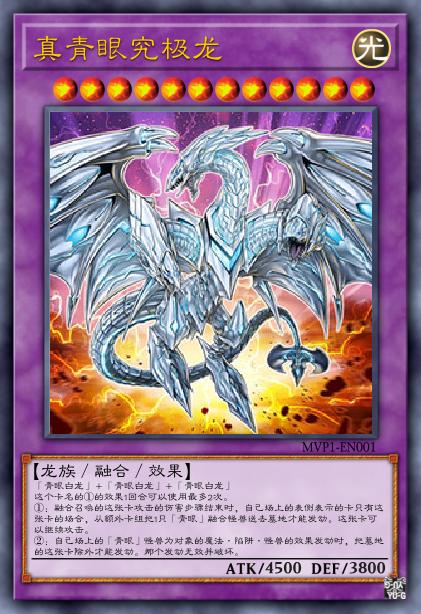 真青眼究极龙
光
MVP1-EN001
【龙族／融合／效果】
「青眼白龙」+「青眼白龙」+「青眼白龙」
这个卡名的①的效果1回合可以使用最多2次。
①：融合召唤的这张卡攻击的伤害步骤结束时，自己场上的表侧表示的卡只有这
张卡的场合，从额外卡组把1只「青眼」融合怪兽送去墓地才能发动。这张卡可
以继续攻击。
②：自己场上的「青眼」怪兽为对象的魔法·陷阱·怪兽的效果发动时，把墓地
的这张卡除外才能发动。那个发动无效并破坏。
ATK/4500 DEF/3800